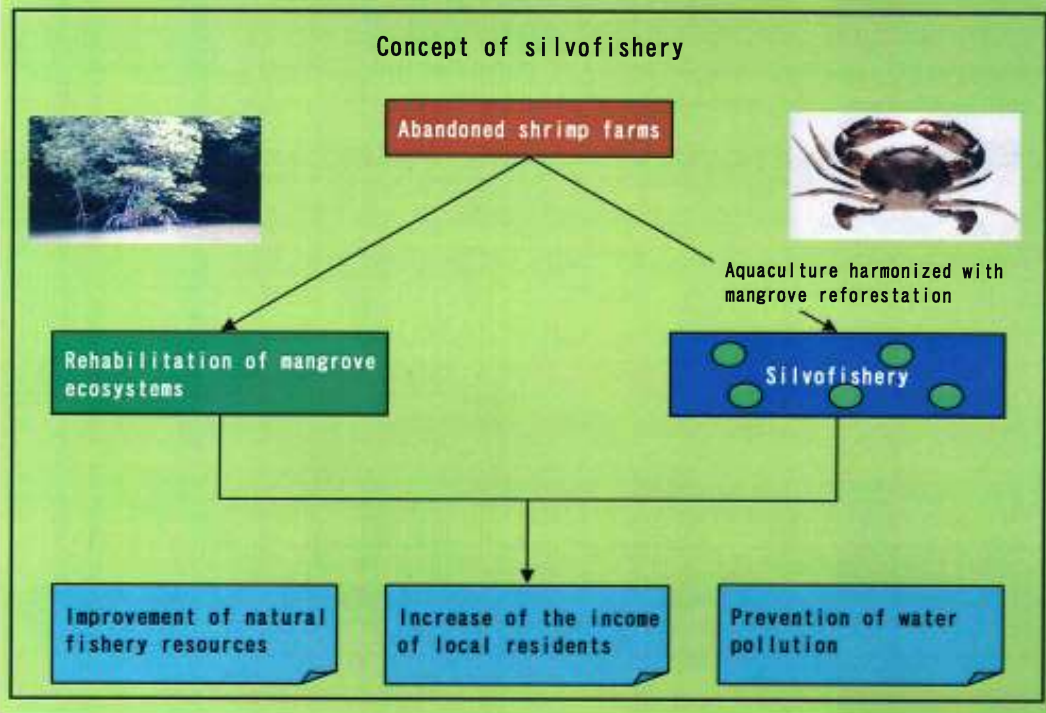 Concept of silvofishery
Abandoned shrimp farms
Aquaculture harmonized with
mangrove reforestation
Rehabilitation of mangrove
ecosystems
Silvofishery
Improvement of natural
fishery resources
Increase of the income
of local residents
Prevention of water
pollution